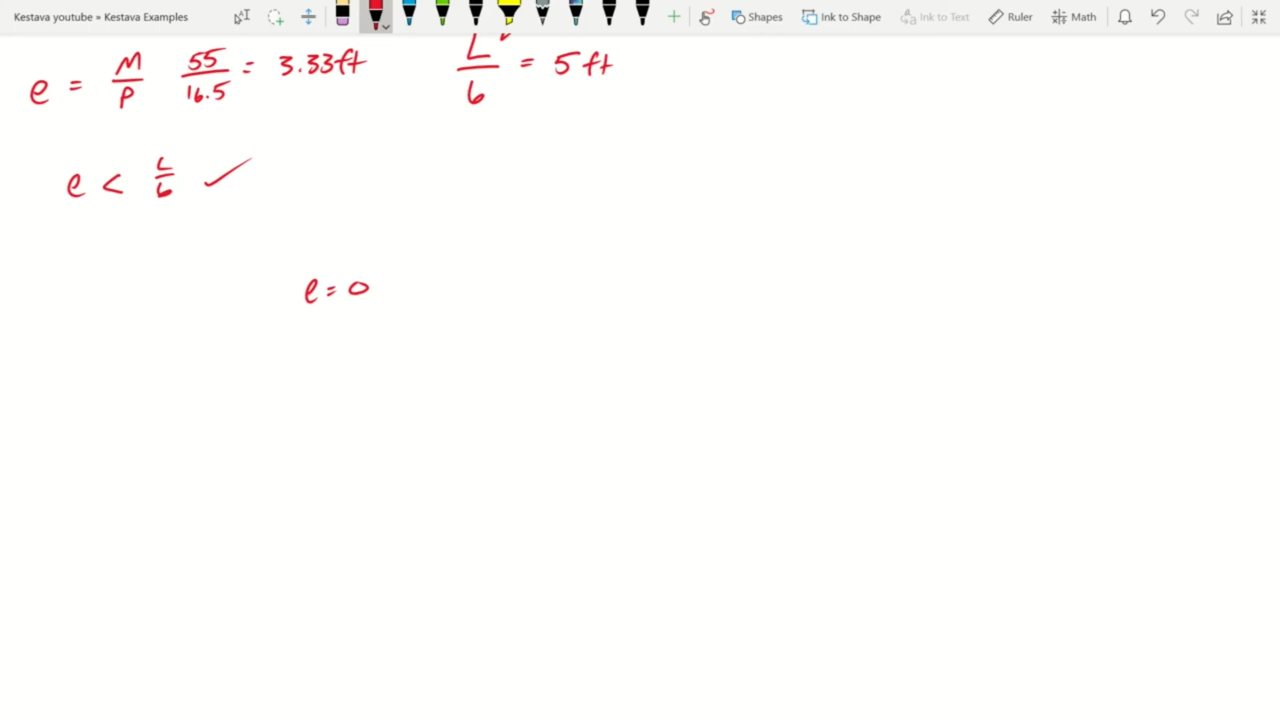 Kestava youtube » Kestava Examples Shapes Ink to Shape Ink to Text Ruler Math
e = M/P 55/16.5 = 3.33ft L/6 = 5 ft
e < L/6 ✓
e = 0